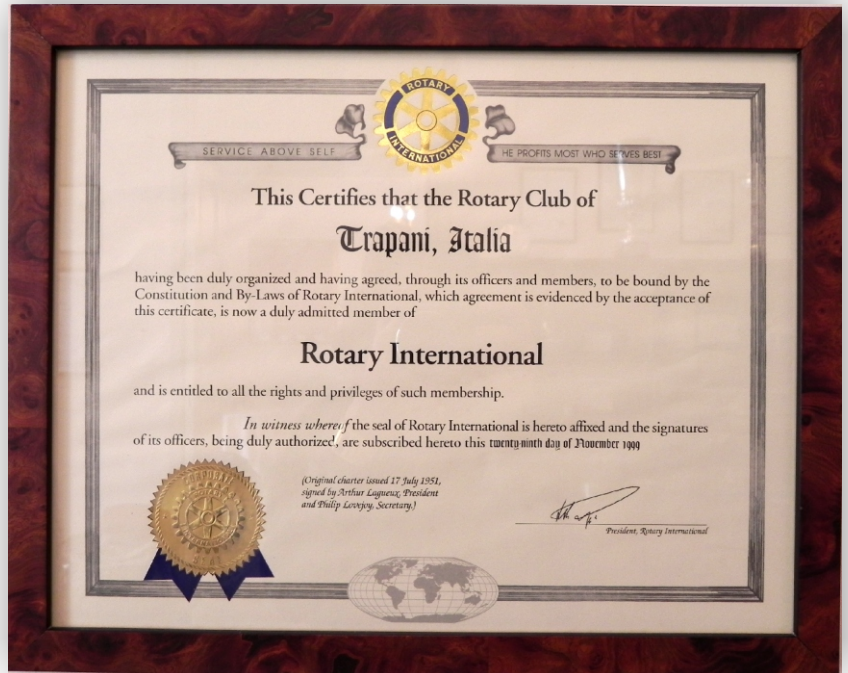 ROTARY
INTERNATIONAL
SERVICE ABOVE SELF
HE PROFITS MOST WHO SERVES BEST
This Certifies that the Rotary Club of
Trapani, Italia
having been duly organized and having agreed, through its officers and members, to be bound by the
Constitution and By-Laws of Rotary International, which agreement is evidenced by the acceptance of
this certificate, is now a duly admitted member of
Rotary International
and is entitled to all the rights and privileges of such membership.
In witness whereof the seal of Rotary International is hereto affixed and the signatures
of its officers, being duly authorized, are subscribed hereto this twenty-ninth day of November 1999
(Original charter issued 17 July 1951,
signed by Arthur Lagueux, President
and Philip Lovejoy, Secretary.)
President, Rotary International
CORPORATE